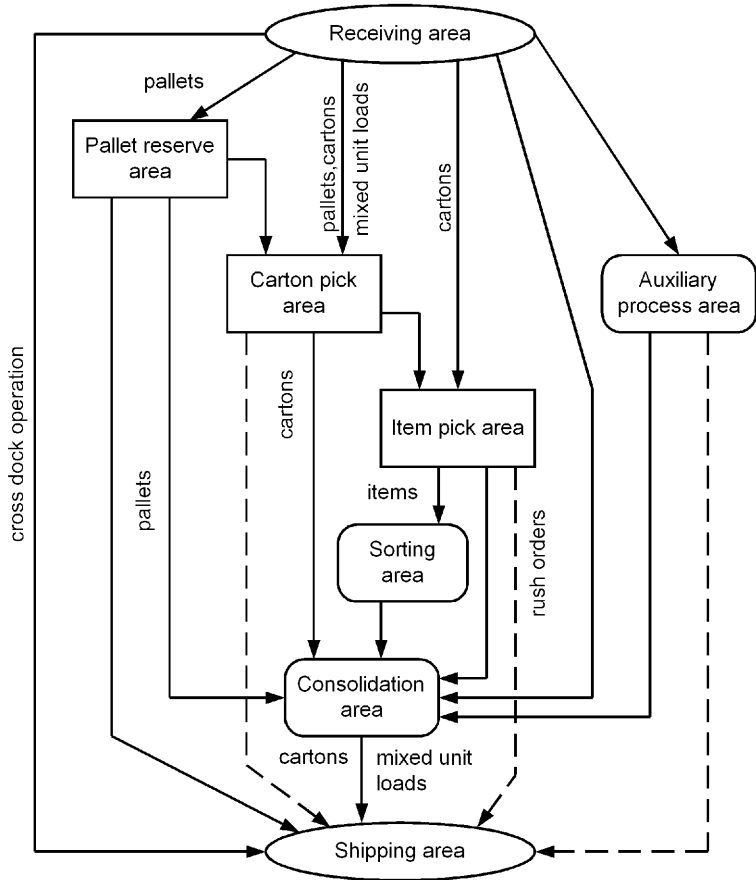 Receiving area
pallets
Pallet reserve
area
pallets,cartons
mixed unit loads
cartons
Carton pick
area
Auxiliary
process area
cross dock operation
pallets
cartons
Item pick area
items
rush orders
Sorting
area
Consolidation
area
cartons
mixed unit
loads
Shipping area